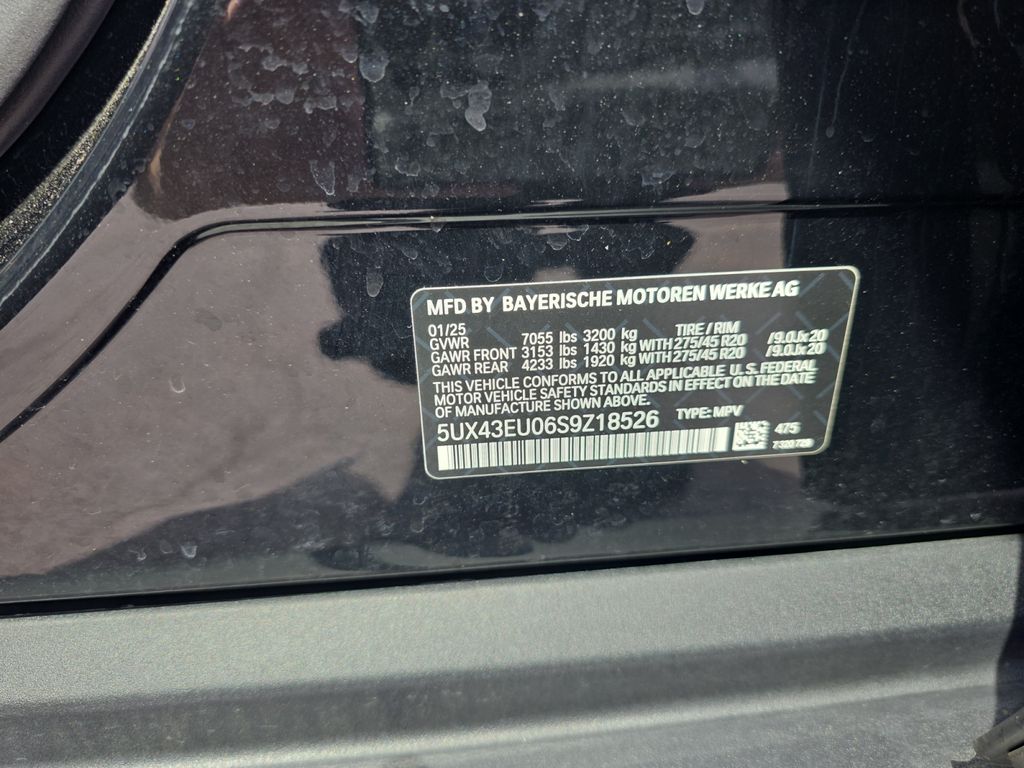 MFD BY BAYERISCHE MOTOREN WERKE AG
01/25 TIRE / RIM
GVWR 7055 lbs 3200 kg
GAWR FRONT 3153 lbs 1430 kg WITH 275/45 R20 /9.0Jx20
GAWR REAR 4233 lbs 1920 kg WITH 275/45 R20 /9.0Jx20
THIS VEHICLE CONFORMS TO ALL APPLICABLE U. S. FEDERAL
MOTOR VEHICLE SAFETY STANDARDS IN EFFECT ON THE DATE
OF MANUFACTURE SHOWN ABOVE.
5UX43EU06S9Z18526 TYPE: MPV
475
7320729